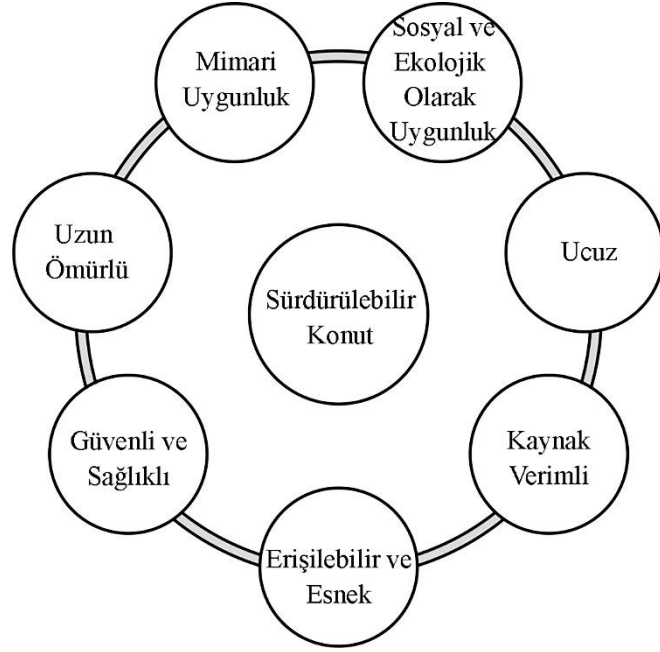 Mimari
Uygunluk
Sosyal ve
Ekolojik
Olarak
Uygunluk
Uzun
Ömürlü
Ucuz
Sürdürülebilir
Konut
Güvenli ve
Sağlıklı
Kaynak
Verimli
Erişilebilir ve
Esnek